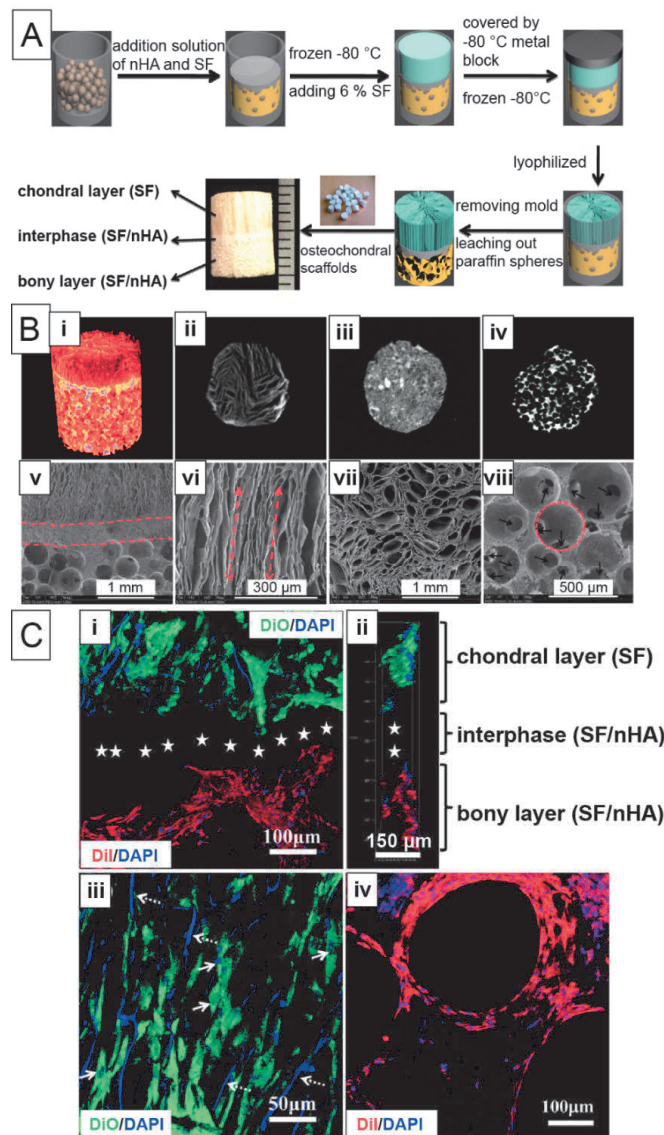 A
addition solution
of nHA and SF
frozen -80 °C
adding 6 % SF
covered by
-80 °C metal
block
frozen -80°C
lyophilized
removing mold
leaching out
paraffin spheres
osteochondral
scaffolds
chondral layer (SF)
interphase (SF/nHA)
bony layer (SF/nHA)
B
i
ii
iii
iv
v
1 mm
vi
300 µm
vii
1 mm
viii
500 µm
C
i
DiO/DAPI
100µm
DiI/DAPI
ii
150 µm
chondral layer (SF)
interphase (SF/nHA)
bony layer (SF/nHA)
iii
50µm
DiO/DAPI
iv
100µm
DiI/DAPI